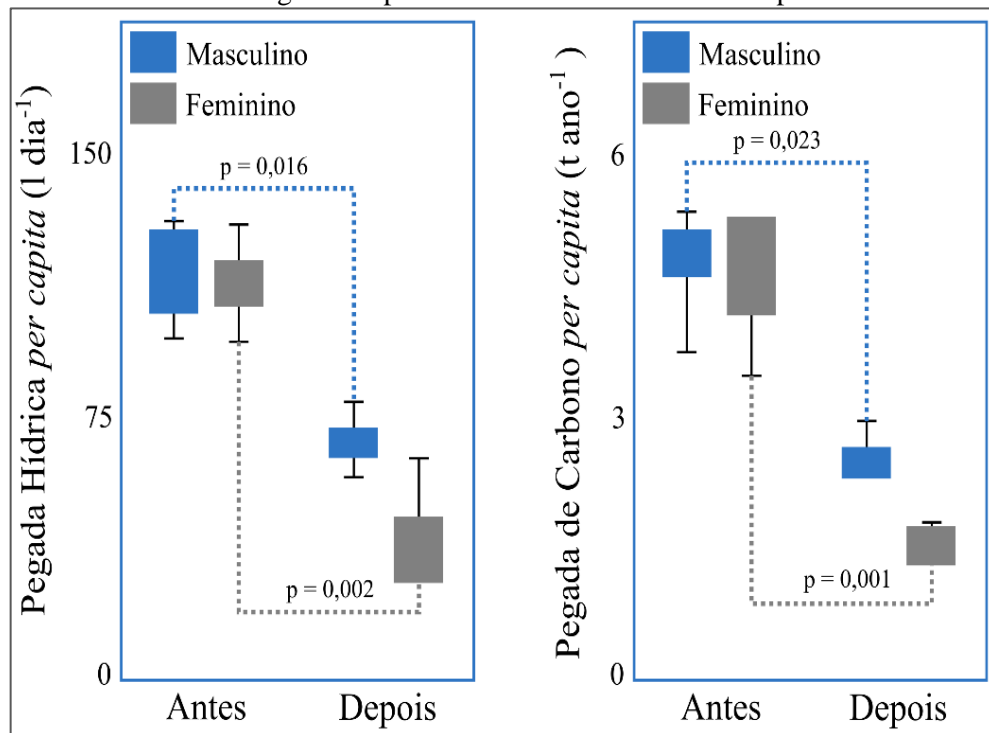 Pegada Hídrica per capita (1 dia⁻¹)
Masculino
Feminino
150
75
0
p = 0,016
p = 0,002
Antes
Depois
Pegada de Carbono per capita (t ano⁻¹ )
Masculino
Feminino
6
3
0
p = 0,023
p = 0,001
Antes
Depois